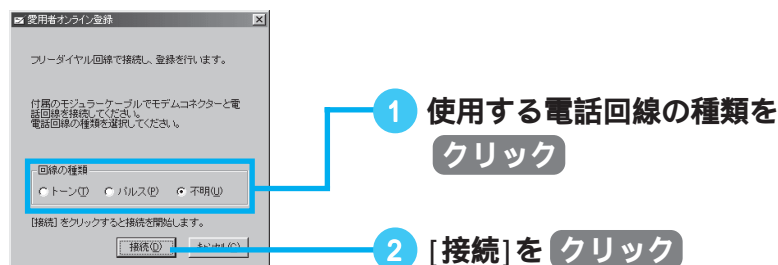 愛用者オンライン登録
フリーダイヤル回線で接続し、登録を行います。
付属のモジュラーケーブルでモデムコネクターと電
話回線を接続してください。
電話回線の種類を選択してください。
回線の種類
トーン(T) パルス(P) 不明(U)
[接続] をクリックすると接続を開始します。
接続(D) キャンセル(C)
1 使用する電話回線の種類を
クリック
2 [接続]を クリック